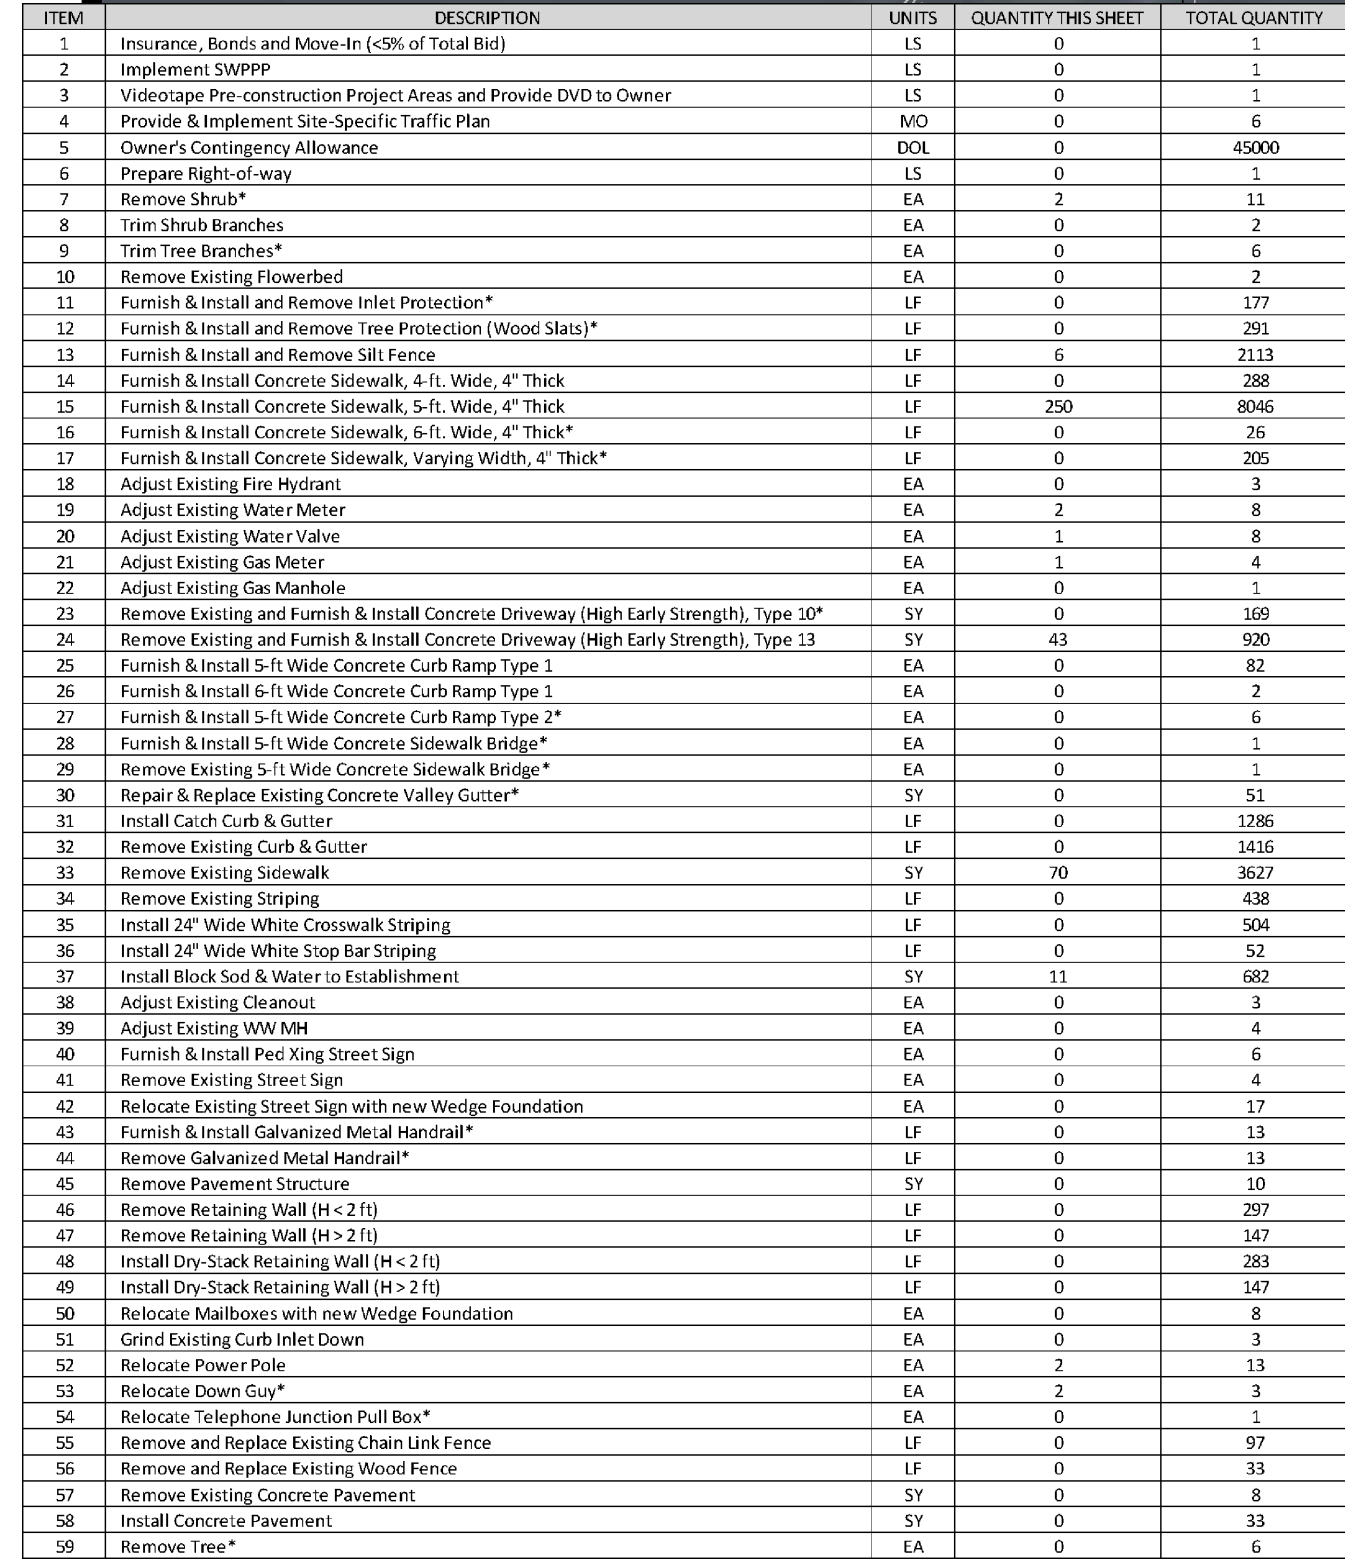 ITEM DESCRIPTION UNITS QUANTITY THIS SHEET TOTAL QUANTITY
1 Insurance, Bonds and Move-In (<5% of Total Bid) LS 0 1
2 Implement SWPPP LS 0 1
3 Videotape Pre-construction Project Areas and Provide DVD to Owner LS 0 1
4 Provide & Implement Site-Specific Traffic Plan MO 0 6
5 Owner's Contingency Allowance DOL 0 45000
6 Prepare Right-of-way LS 0 1
7 Remove Shrub* EA 2 11
8 Trim Shrub Branches EA 0 2
9 Trim Tree Branches* EA 0 6
10 Remove Existing Flowerbed EA 0 2
11 Furnish & Install and Remove Inlet Protection* LF 0 177
12 Furnish & Install and Remove Tree Protection (Wood Slats)* LF 0 291
13 Furnish & Install and Remove Silt Fence LF 6 2113
14 Furnish & Install Concrete Sidewalk, 4-ft. Wide, 4" Thick LF 0 288
15 Furnish & Install Concrete Sidewalk, 5-ft. Wide, 4" Thick LF 250 8046
16 Furnish & Install Concrete Sidewalk, 6-ft. Wide, 4" Thick* LF 0 26
17 Furnish & Install Concrete Sidewalk, Varying Width, 4" Thick* LF 0 205
18 Adjust Existing Fire Hydrant EA 0 3
19 Adjust Existing Water Meter EA 2 8
20 Adjust Existing Water Valve EA 1 8
21 Adjust Existing Gas Meter EA 1 4
22 Adjust Existing Gas Manhole EA 0 1
23 Remove Existing and Furnish & Install Concrete Driveway (High Early Strength), Type 10* SY 0 169
24 Remove Existing and Furnish & Install Concrete Driveway (High Early Strength), Type 13 SY 43 920
25 Furnish & Install 5-ft Wide Concrete Curb Ramp Type 1 EA 0 82
26 Furnish & Install 6-ft Wide Concrete Curb Ramp Type 1 EA 0 2
27 Furnish & Install 5-ft Wide Concrete Curb Ramp Type 2* EA 0 6
28 Furnish & Install 5-ft Wide Concrete Sidewalk Bridge* EA 0 1
29 Remove Existing 5-ft Wide Concrete Sidewalk Bridge* EA 0 1
30 Repair & Replace Existing Concrete Valley Gutter* SY 0 51
31 Install Catch Curb & Gutter LF 0 1286
32 Remove Existing Curb & Gutter LF 0 1416
33 Remove Existing Sidewalk SY 70 3627
34 Remove Existing Striping LF 0 438
35 Install 24" Wide White Crosswalk Striping LF 0 504
36 Install 24" Wide White Stop Bar Striping LF 0 52
37 Install Block Sod & Water to Establishment SY 11 682
38 Adjust Existing Cleanout EA 0 3
39 Adjust Existing WW MH EA 0 4
40 Furnish & Install Ped Xing Street Sign EA 0 6
41 Remove Existing Street Sign EA 0 4
42 Relocate Existing Street Sign with new Wedge Foundation EA 0 17
43 Furnish & Install Galvanized Metal Handrail* LF 0 13
44 Remove Galvanized Metal Handrail* LF 0 13
45 Remove Pavement Structure SY 0 10
46 Remove Retaining Wall (H < 2 ft) LF 0 297
47 Remove Retaining Wall (H > 2 ft) LF 0 147
48 Install Dry-Stack Retaining Wall (H < 2 ft) LF 0 283
49 Install Dry-Stack Retaining Wall (H > 2 ft) LF 0 147
50 Relocate Mailboxes with new Wedge Foundation EA 0 8
51 Grind Existing Curb Inlet Down EA 0 3
52 Relocate Power Pole EA 2 13
53 Relocate Down Guy* EA 2 3
54 Relocate Telephone Junction Pull Box* EA 0 1
55 Remove and Replace Existing Chain Link Fence LF 0 97
56 Remove and Replace Existing Wood Fence LF 0 33
57 Remove Existing Concrete Pavement SY 0 8
58 Install Concrete Pavement SY 0 33
59 Remove Tree* EA 0 6